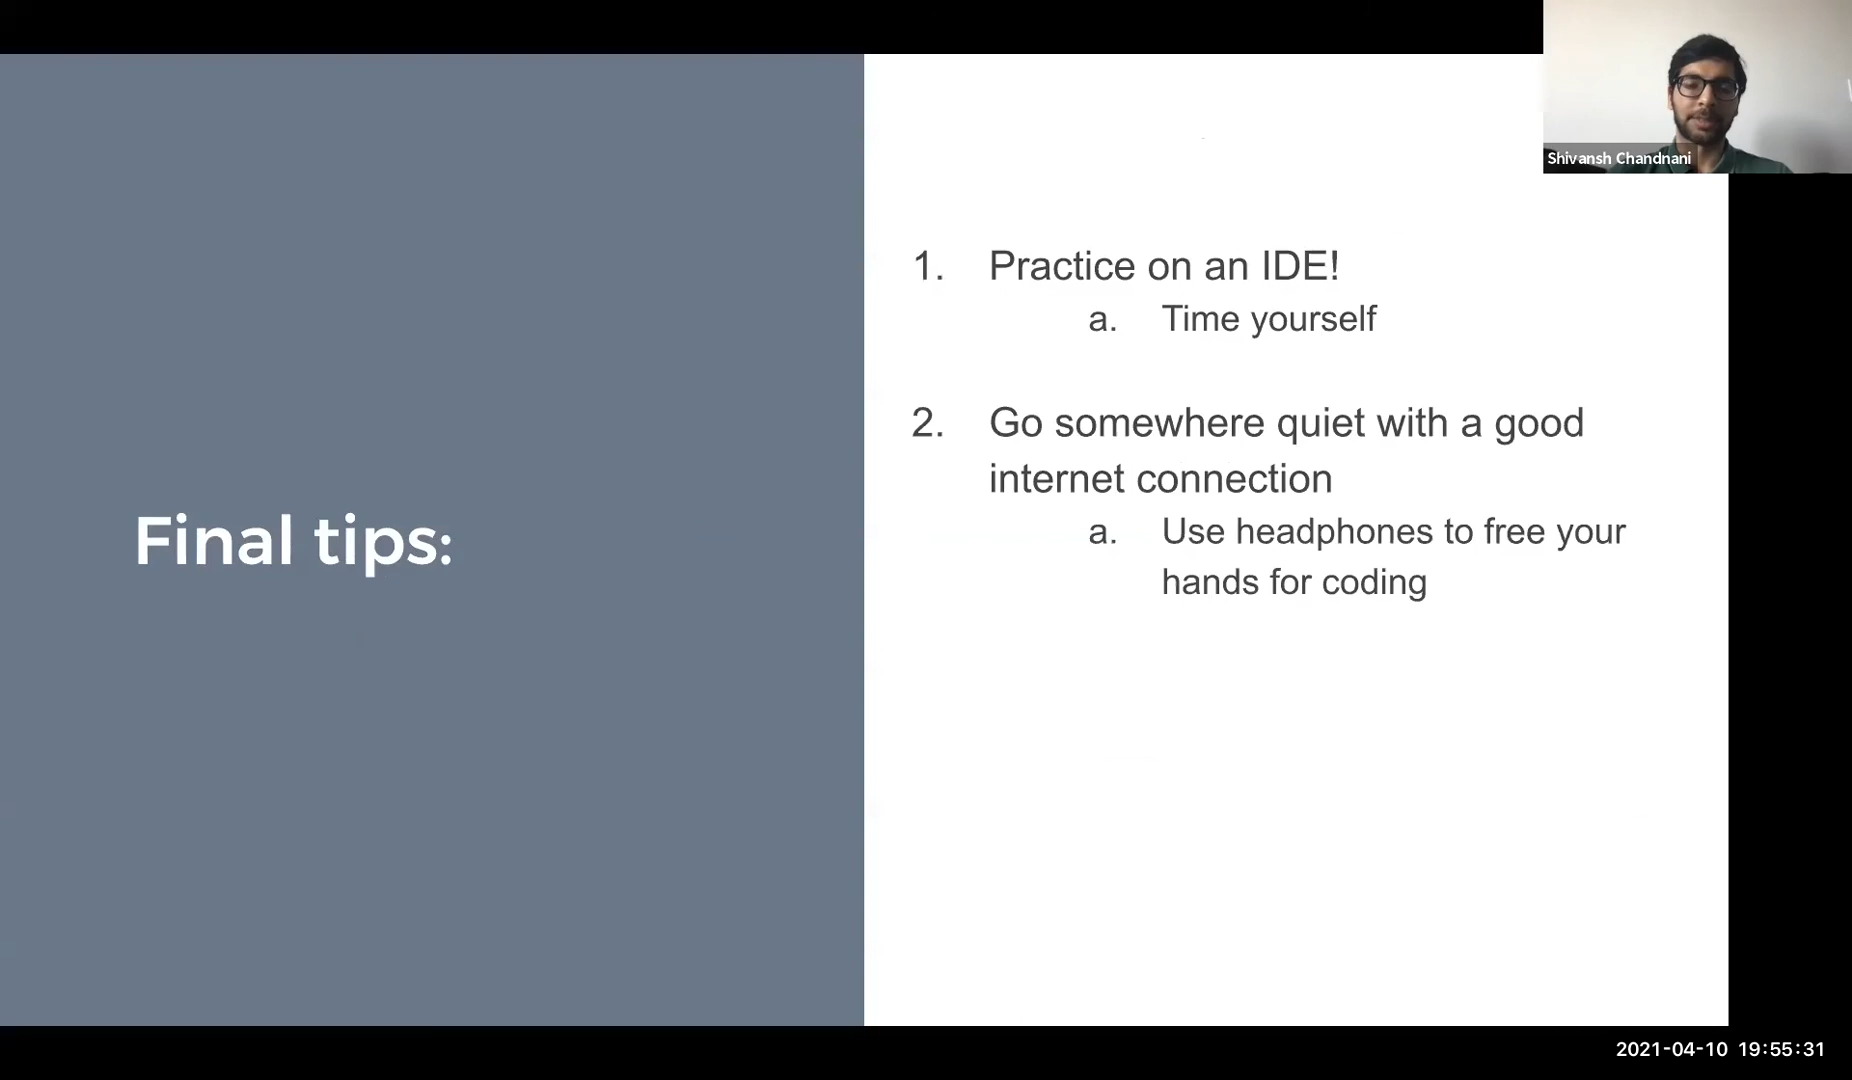 Shivansh Chandnani
Final tips:
1. Practice on an IDE!
a. Time yourself
2. Go somewhere quiet with a good
internet connection
a. Use headphones to free your
hands for coding
2021-04-10 19:55:31